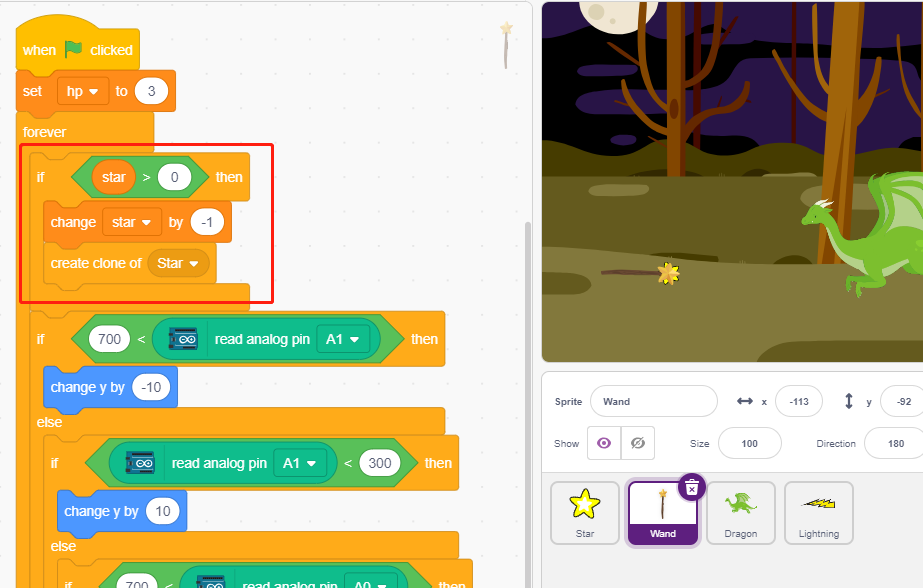 when clicked
set hp to 3
forever
if star > 0 then
change star by -1
create clone of Star
if 700 < read analog pin A1 then
change y by -10
else
if read analog pin A1 < 300 then
change y by 10
else
if 700 < read analog pin A0 then
Sprite Wand x -113 y -92
Show Size 100 Direction 180
Star Wand Dragon Lightning